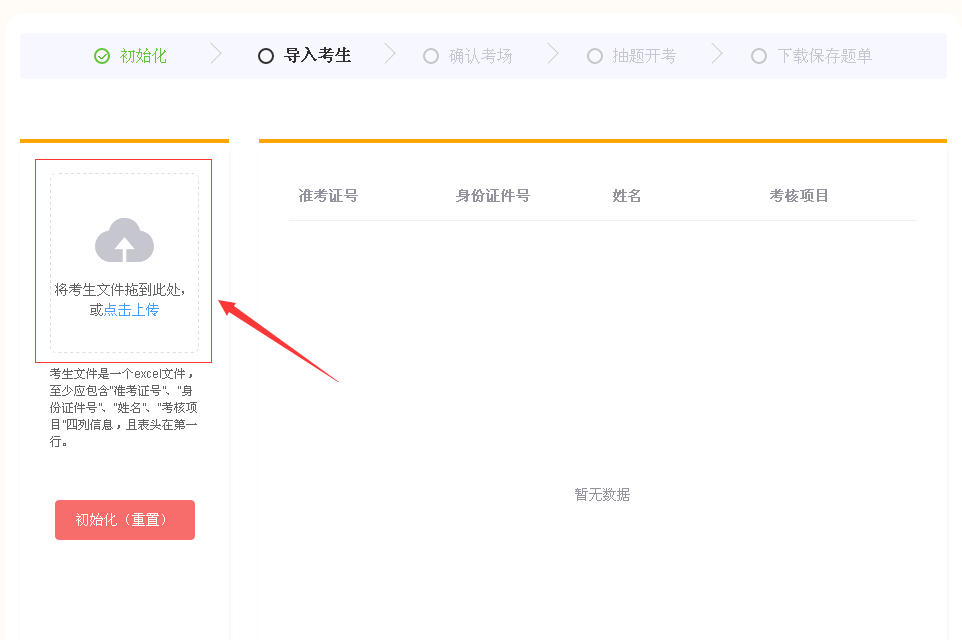 初始化
导入考生
确认考场
抽题开考
下载保存题单
将考生文件拖到此处，
或点击上传
考生文件是一个excel文件，
至少应包含"准考证号"、"身
份证件号"、"姓名"、"考核项
目"四列信息，且表头在第一
行。
初始化（重置）
准考证号
身份证件号
姓名
考核项目
暂无数据